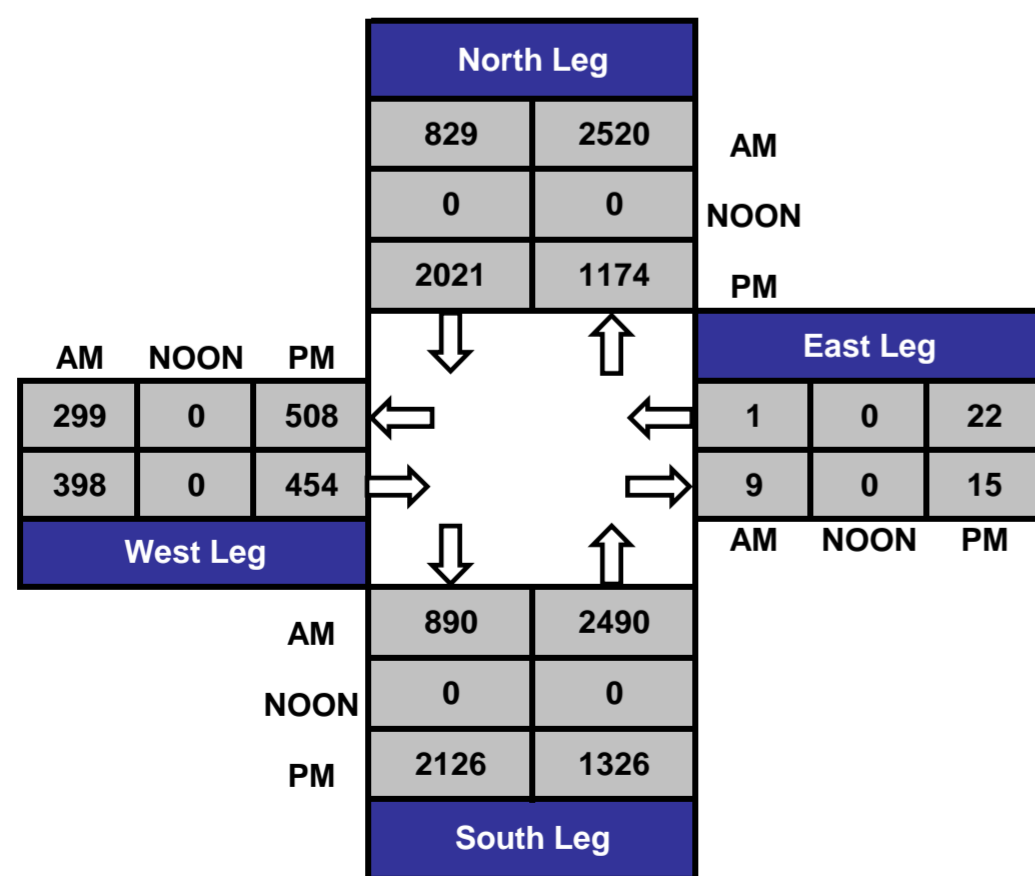 North Leg
829 2520 AM
0 0 NOON
2021 1174 PM
East Leg
AM NOON PM
299 0 508 1 0 22
398 0 454 9 0 15
West Leg AM NOON PM
AM 890 2490
NOON 0 0
PM 2126 1326
South Leg